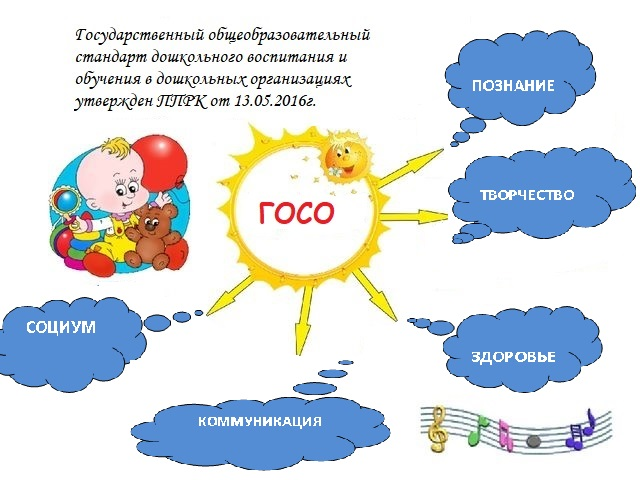 Государственный общеобразовательный
стандарт дошкольного воспитания и
обучения в дошкольных организациях
утвержден ППРК от 13.05.2016г.
ПОЗНАНИЕ
ТВОРЧЕСТВО
ГОСО
СОЦИУМ
ЗДОРОВЬЕ
КОММУНИКАЦИЯ